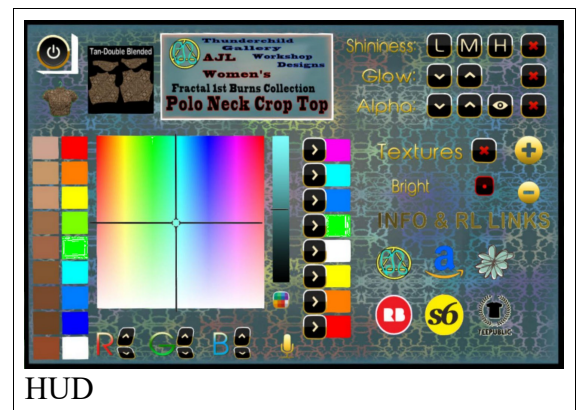 Tan-Double Blended
Thunderchild
Gallery
AJL Workshop
Designs
Women's
Fractal 1st Burns Collection
Polo Neck Crop Top
Shininess: L M H ×
Glow: ×
Alpha: ×
Textures × +
Bright −
INFO & RL LINKS
a
RB s6 TEEPUBLIC
R G B
HUD